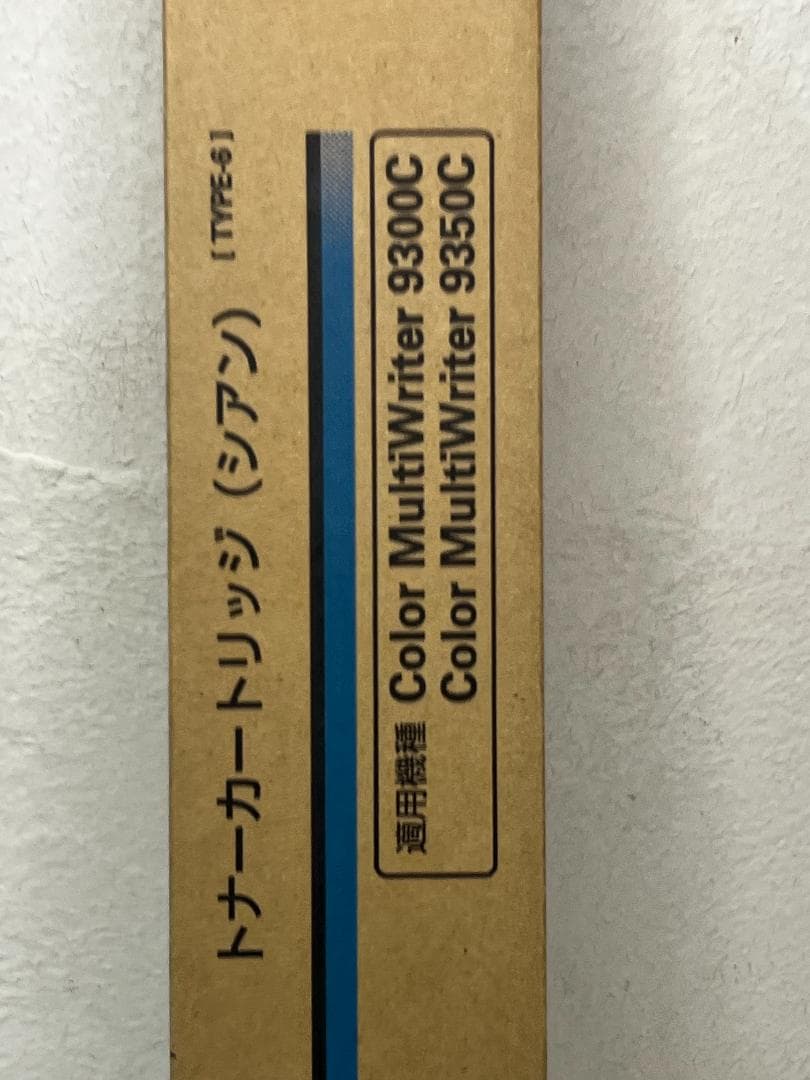 トナーカートリッジ（シアン） [TYPE-6]
適用機種 Color MultiWriter 9300C
Color MultiWriter 9350C